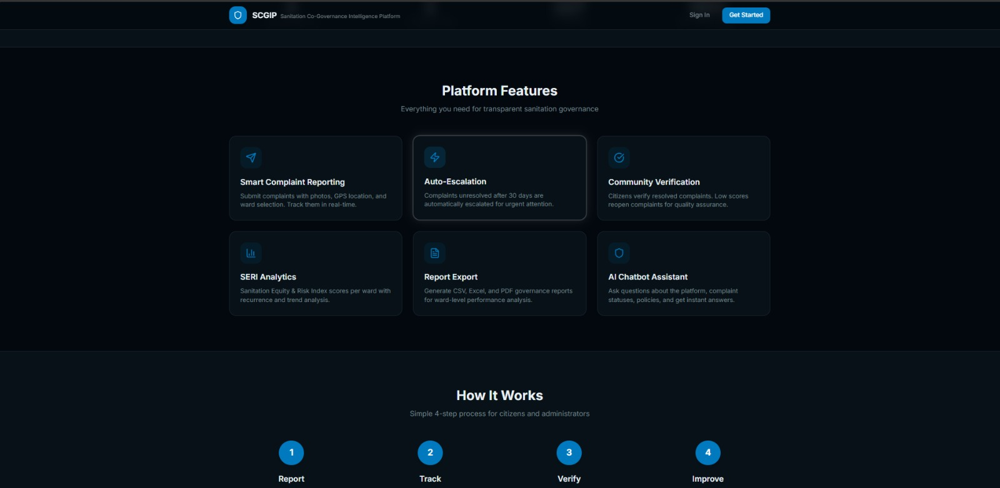 SCGIP Sanitation Co-Governance Intelligence Platform
Sign In
Get Started
Platform Features
Everything you need for transparent sanitation governance
Smart Complaint Reporting
Submit complaints with photos, GPS location, and
ward selection. Track them in real-time.
Auto-Escalation
Complaints unresolved after 30 days are
automatically escalated for urgent attention.
Community Verification
Citizens verify resolved complaints. Low scores
reopen complaints for quality assurance.
SERI Analytics
Sanitation Equity & Risk Index scores per ward with
recurrence and trend analysis.
Report Export
Generate CSV, Excel, and PDF governance reports
for ward-level performance analysis.
AI Chatbot Assistant
Ask questions about the platform, complaint
statuses, policies, and get instant answers.
How It Works
Simple 4-step process for citizens and administrators
1
Report
2
Track
3
Verify
4
Improve